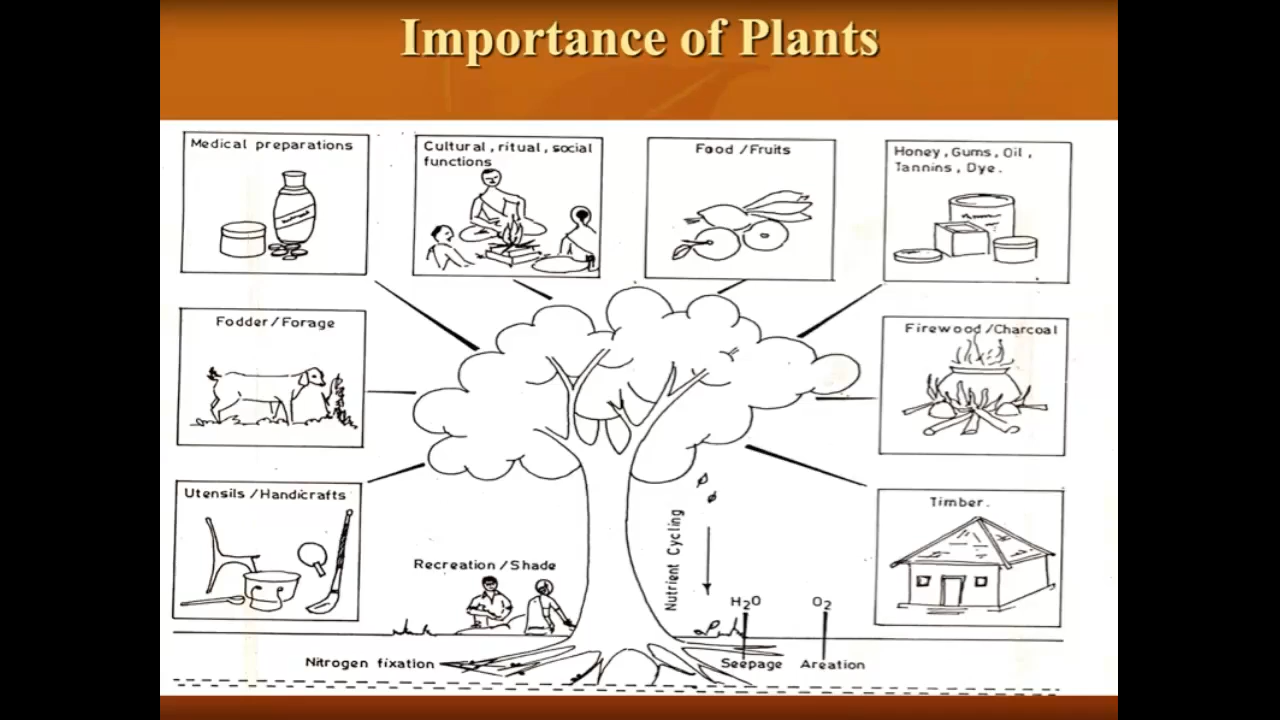 Importance of Plants
Medical preparations
Cultural, ritual, social
functions
Food / Fruits
Honey, Gums, Oil,
Tannins, Dye.
Fodder / Forage
Firewood / Charcoal
Utensils / Handicrafts
Timber.
Recreation / Shade
Nutrient Cycling
H2O
O2
Nitrogen fixation
Seepage
Areation